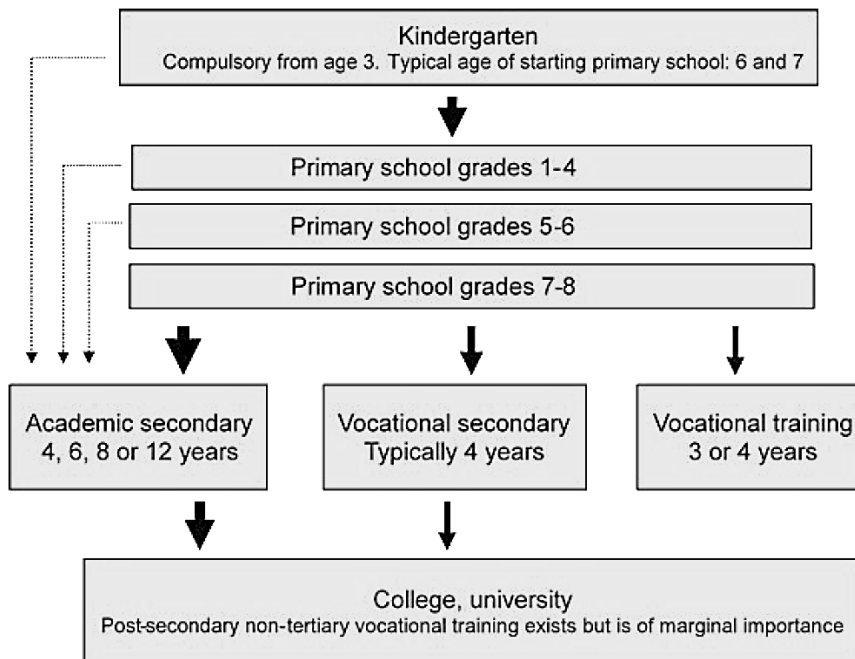 Kindergarten
Compulsory from age 3. Typical age of starting primary school: 6 and 7
Primary school grades 1-4
Primary school grades 5-6
Primary school grades 7-8
Academic secondary
4, 6, 8 or 12 years
Vocational secondary
Typically 4 years
Vocational training
3 or 4 years
College, university
Post-secondary non-tertiary vocational training exists but is of marginal importance